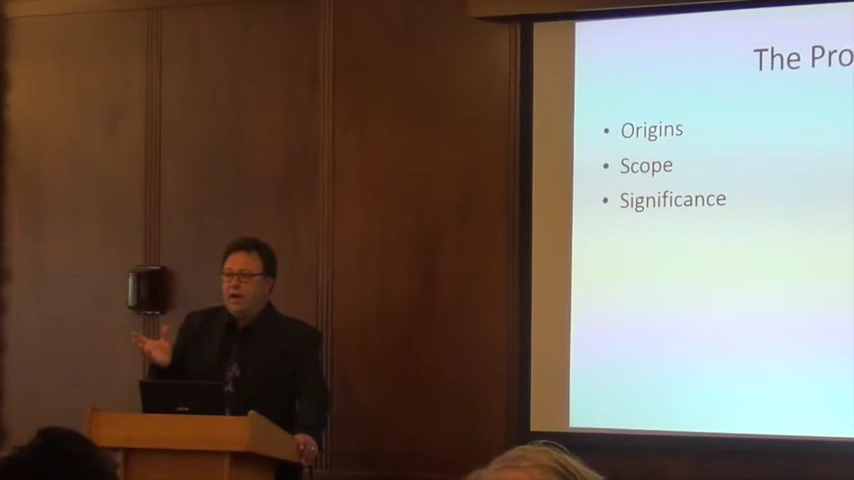 The Pro
• Origins
• Scope
• Significance